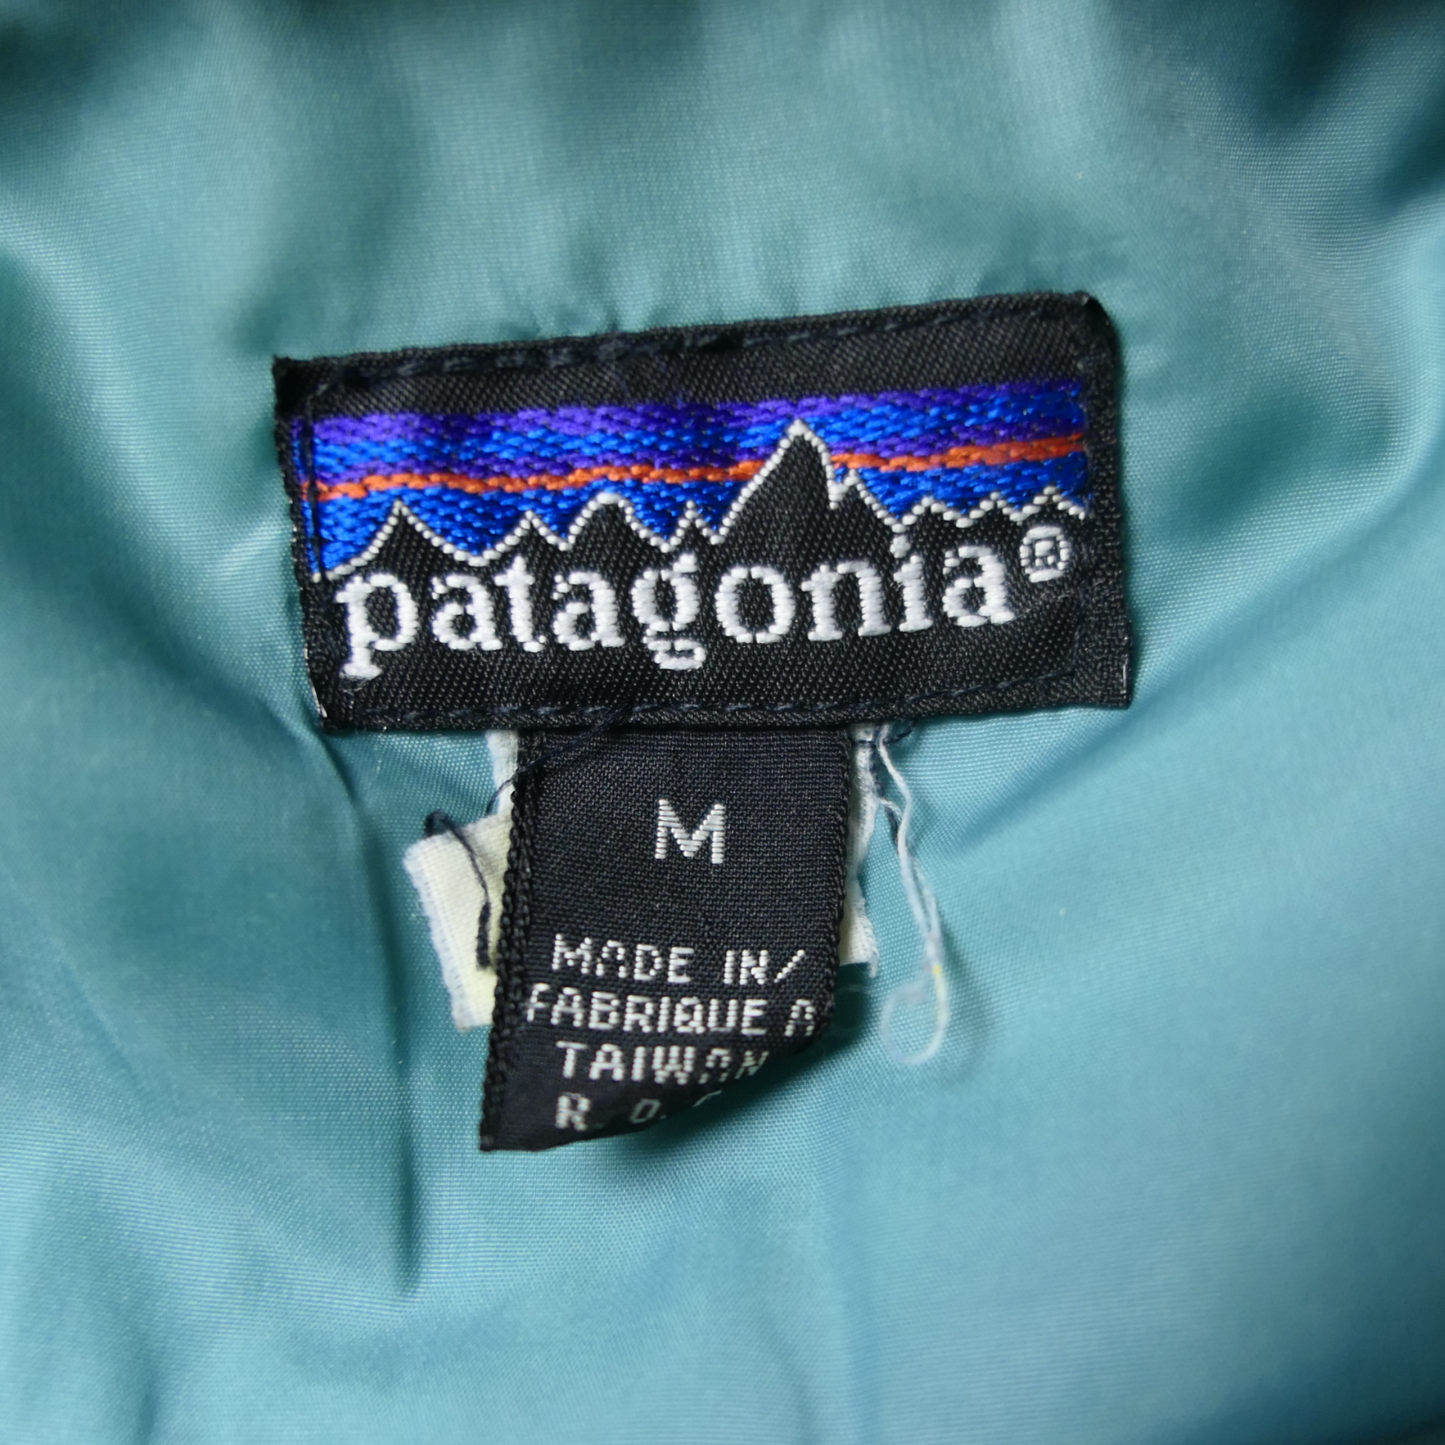 patagonia®
M
MADE IN/
FABRIQUE A
TAIWAN
R.O.C